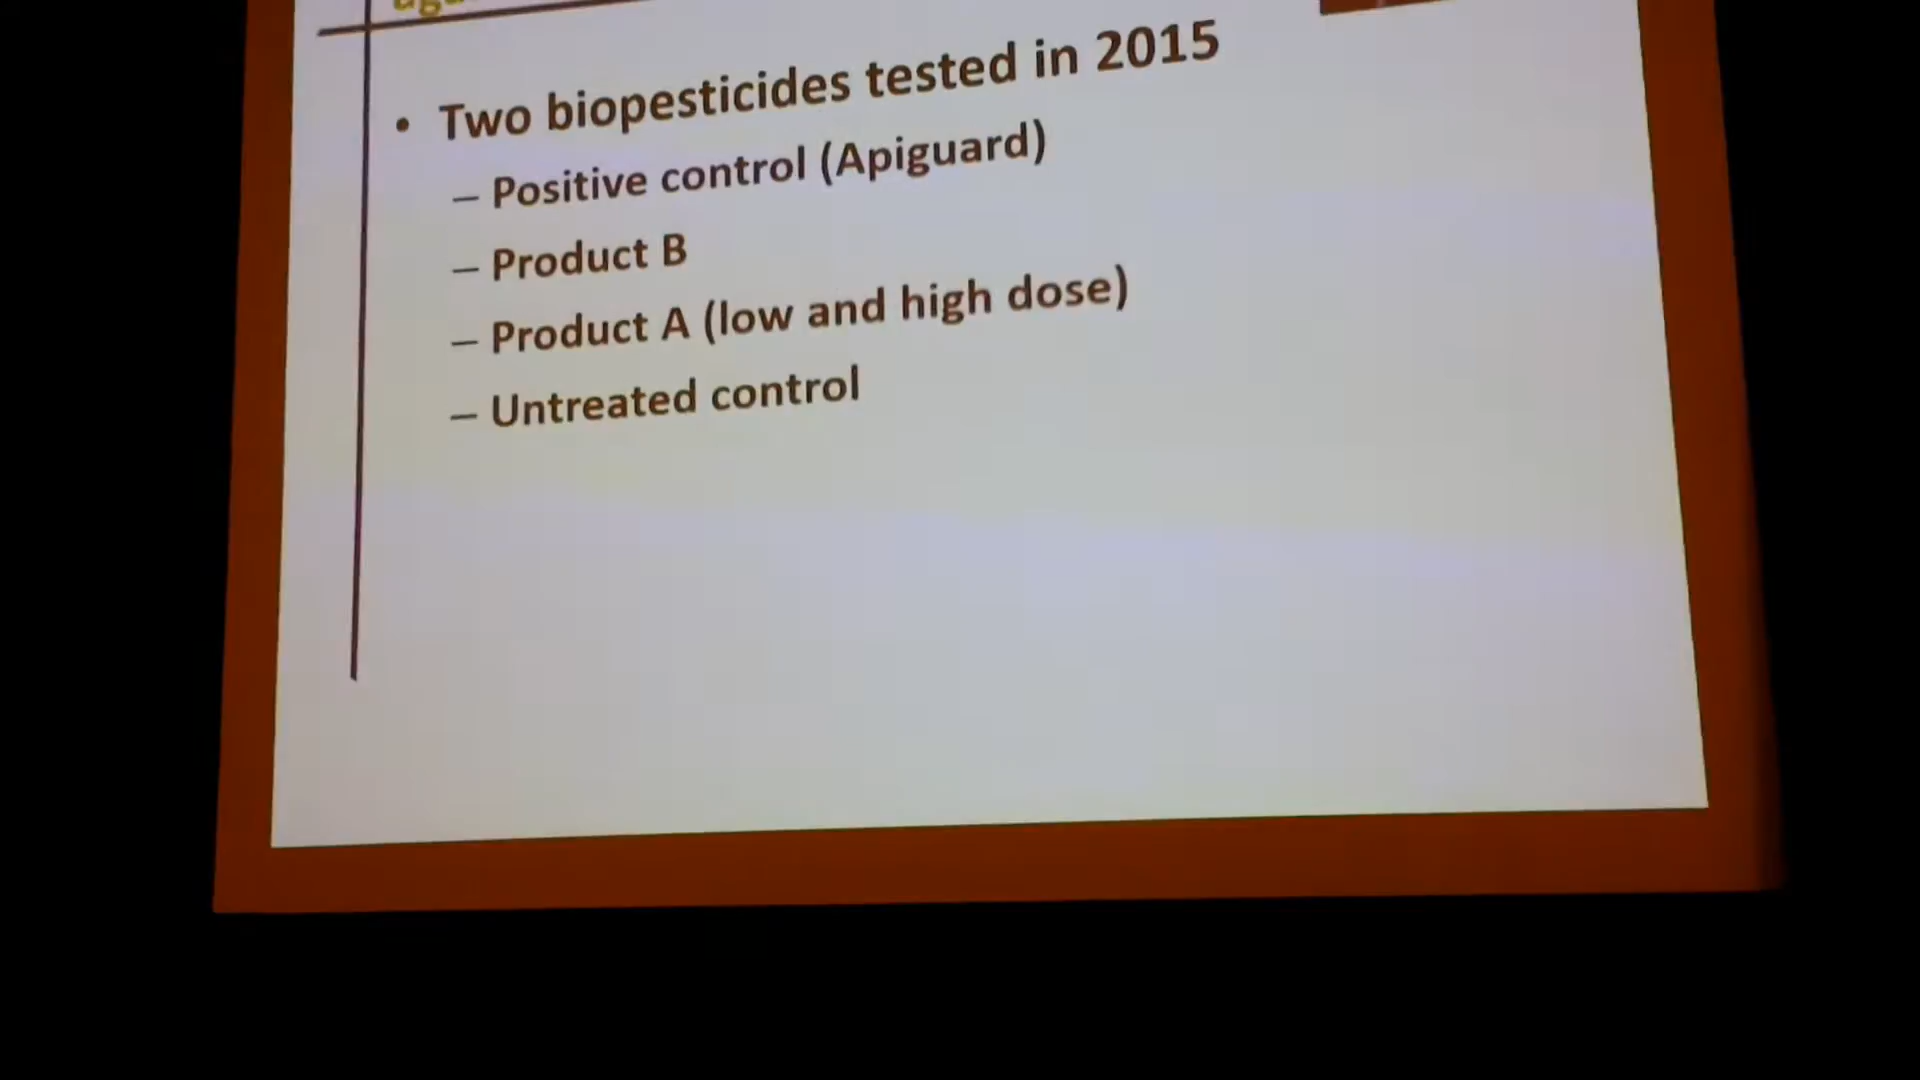 • Two biopesticides tested in 2015
– Positive control (Apiguard)
– Product B
– Product A (low and high dose)
– Untreated control